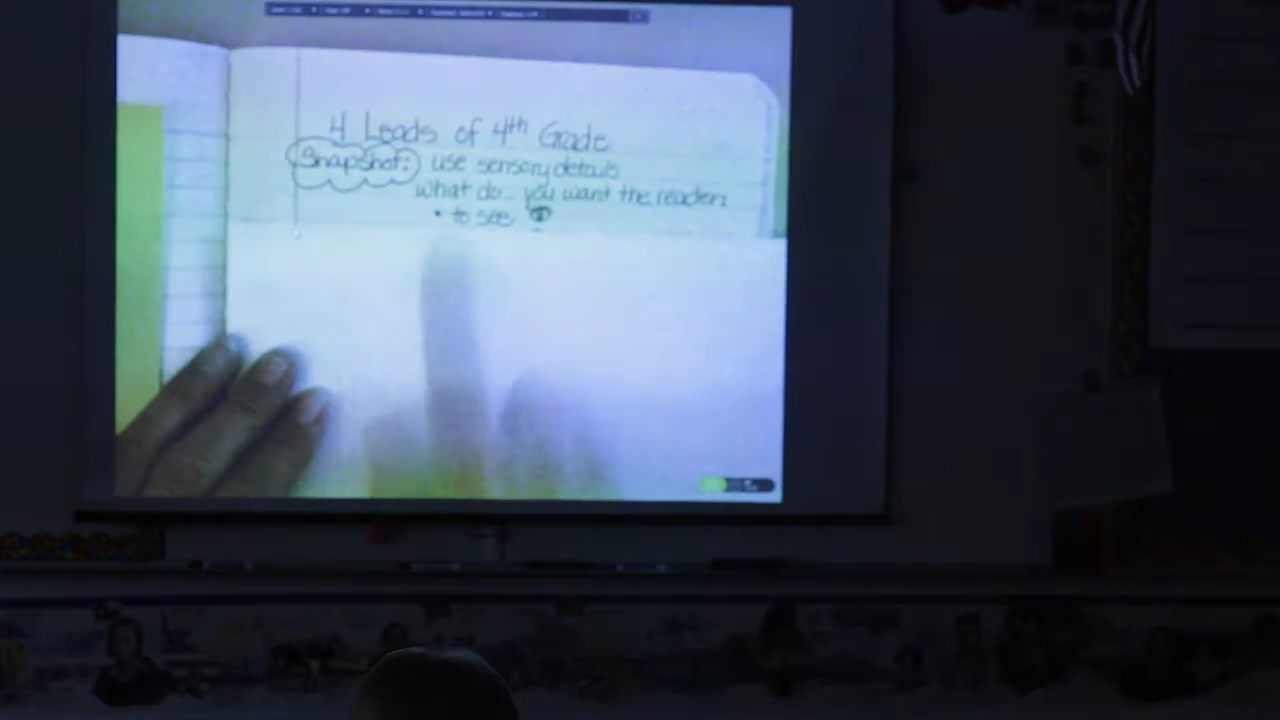 4 Leads of 4th Grade
Snapshot: use sensory details
what do you want the reader:
• to see